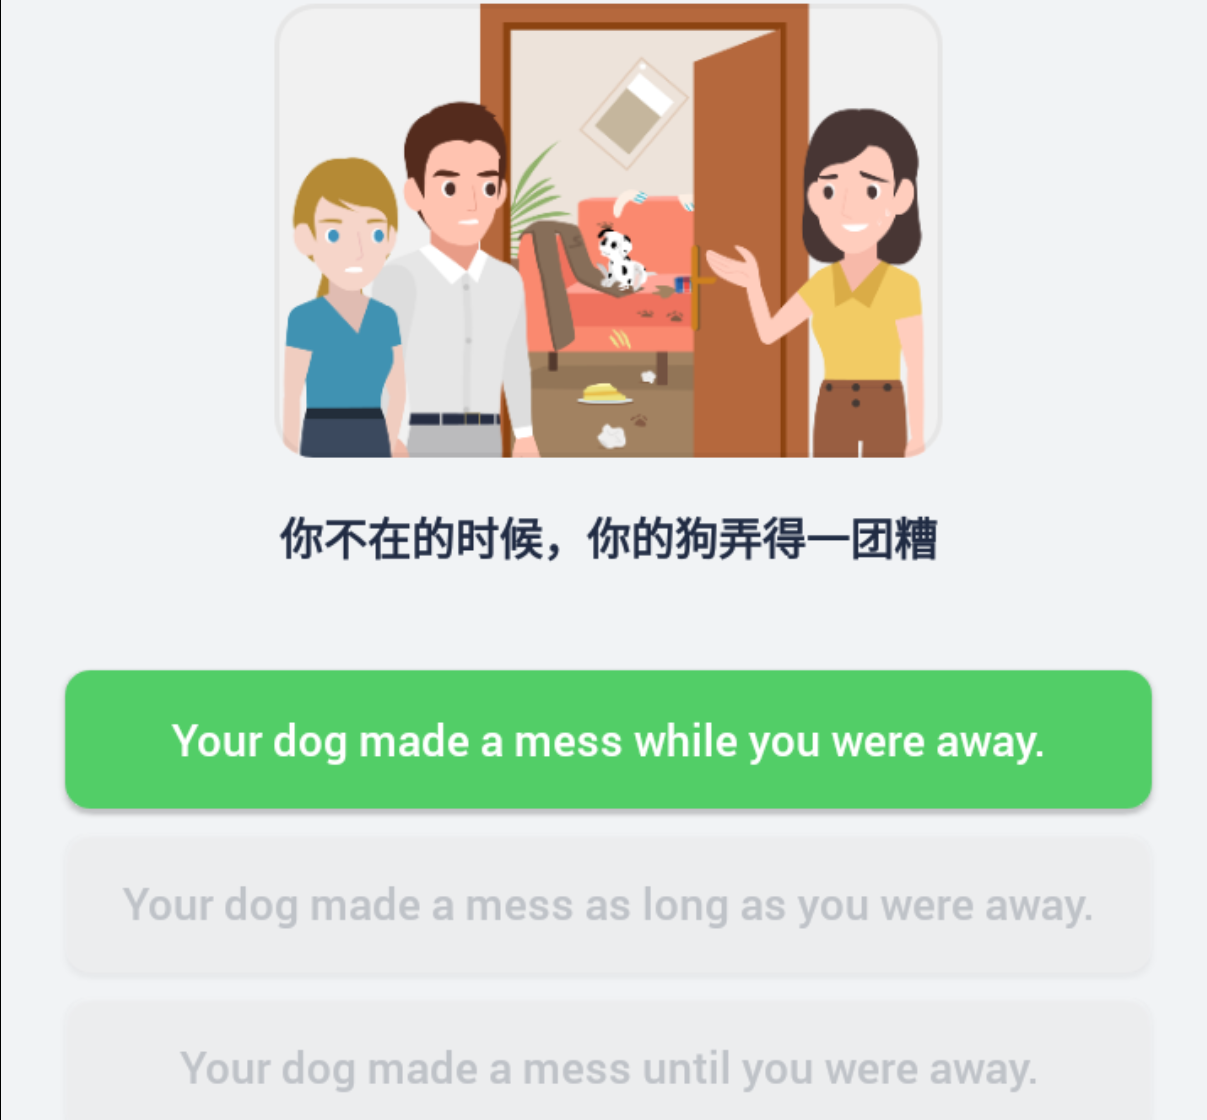 你不在的时候，你的狗弄得一团糟
Your dog made a mess while you were away.
Your dog made a mess as long as you were away.
Your dog made a mess until you were away.